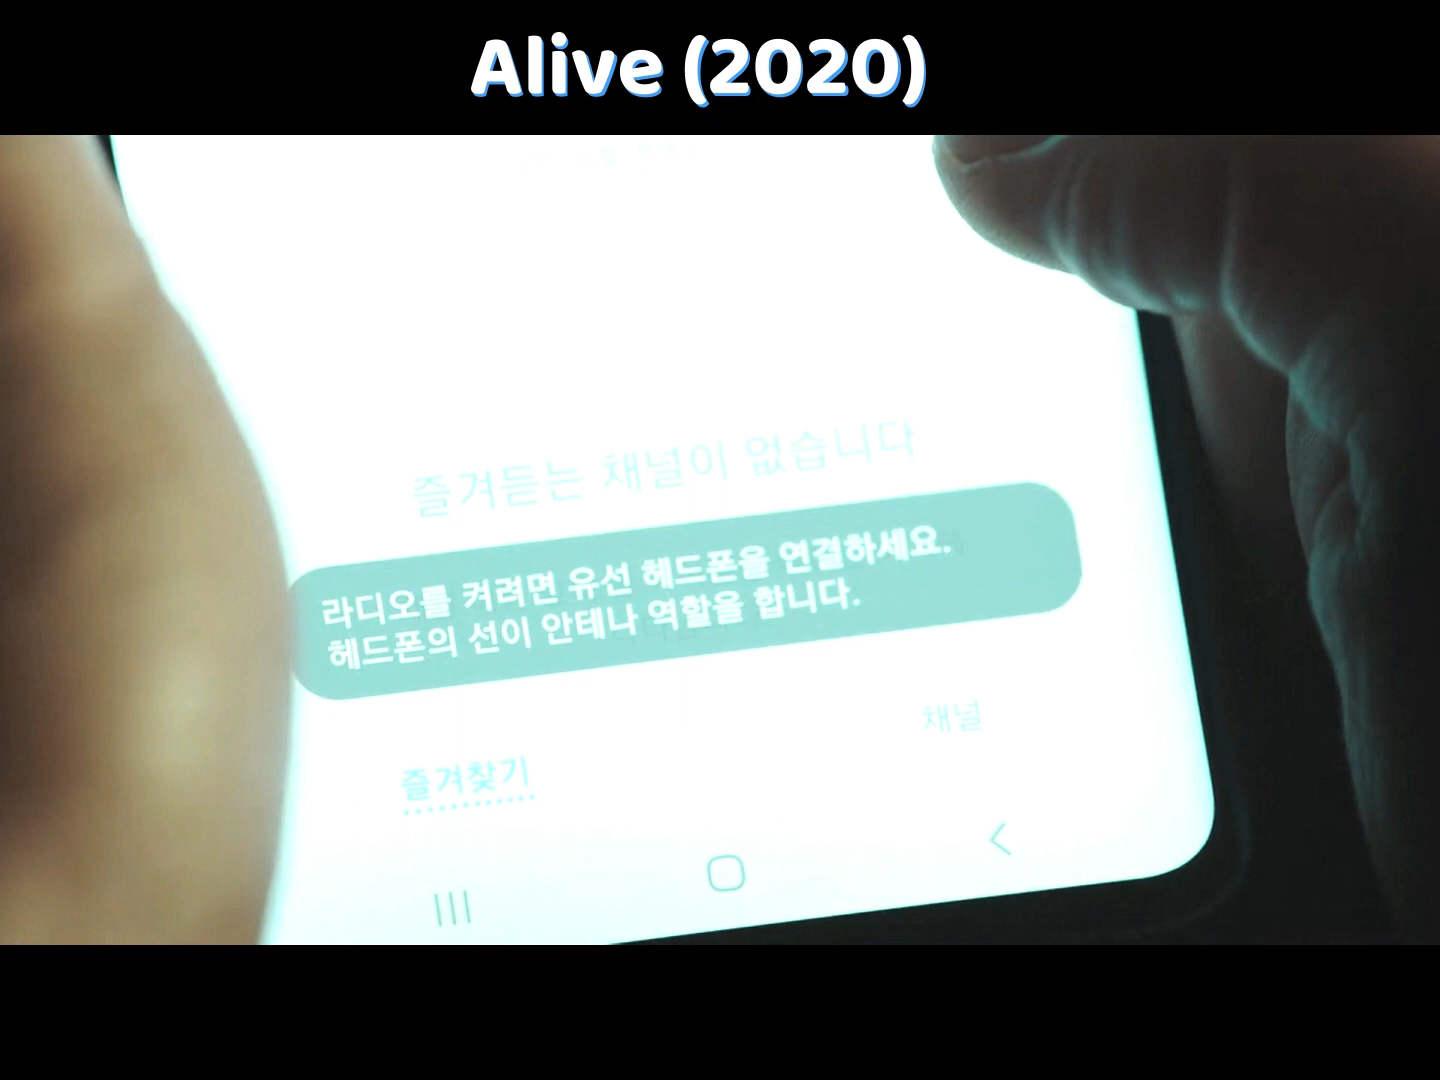 Alive (2020)
즐겨듣는 채널이 없습니다
라디오를 켜려면 유선 헤드폰을 연결하세요.
헤드폰의 선이 안테나 역할을 합니다.
채널
즐겨찾기